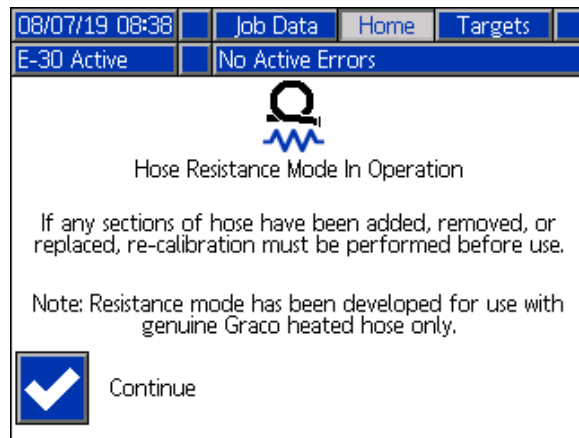 08/07/19 08:38 Job Data Home Targets
E-30 Active No Active Errors
Hose Resistance Mode In Operation
If any sections of hose have been added, removed, or
replaced, re-calibration must be performed before use.
Note: Resistance mode has been developed for use with
genuine Graco heated hose only.
Continue